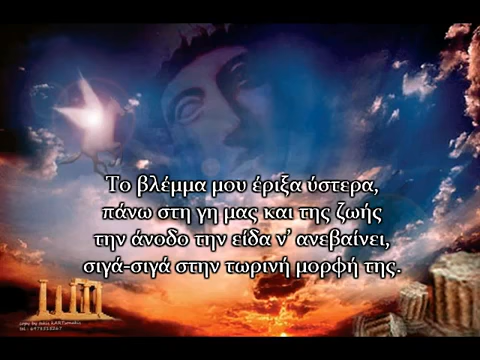 Το βλέμμα μου έριξα ύστερα,
πάνω στη γη μας και της ζωής
την άνοδο την είδα ν' ανεβαίνει,
σιγά-σιγά στην τωρινή μορφή της.